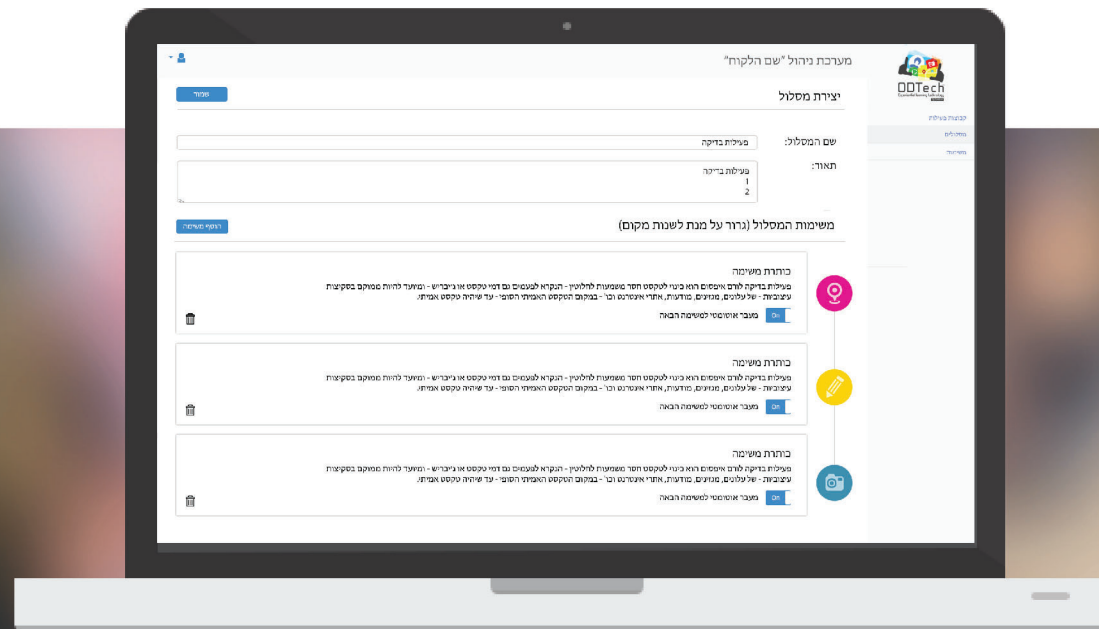 מערכת ניהול "שם הלקוח"
ODTech
קבוצות פעילות
מסלולים
משימות
יצירת מסלול
שמור
שם המסלול:
פעילות בדיקה
תאור:
פעילות בדיקה
1
2
משימות המסלול (גרור על מנת לשנות מקום)
הוסף משימה
כותרת משימה
פעילות בדיקה לורם איפסום הוא כינוי לטקסט חסר משמעות לחלוטין - הנקרא לפעמים גם דמי טקסט או ג'יבריש - ומיועד להיות ממוקם בסקיצות
עיצוביות - של עלונים, מגזינים, מודעות, אתרי אינטרנט וכו' - במקום הטקסט האמיתי הסופי - עד שיהיה טקסט אמיתי.
On מעבר אוטומטי למשימה הבאה
כותרת משימה
פעילות בדיקה לורם איפסום הוא כינוי לטקסט חסר משמעות לחלוטין - הנקרא לפעמים גם דמי טקסט או ג'יבריש - ומיועד להיות ממוקם בסקיצות
עיצוביות - של עלונים, מגזינים, מודעות, אתרי אינטרנט וכו' - במקום הטקסט האמיתי הסופי - עד שיהיה טקסט אמיתי.
On מעבר אוטומטי למשימה הבאה
כותרת משימה
פעילות בדיקה לורם איפסום הוא כינוי לטקסט חסר משמעות לחלוטין - הנקרא לפעמים גם דמי טקסט או ג'יבריש - ומיועד להיות ממוקם בסקיצות
עיצוביות - של עלונים, מגזינים, מודעות, אתרי אינטרנט וכו' - במקום הטקסט האמיתי הסופי - עד שיהיה טקסט אמיתי.
On מעבר אוטומטי למשימה הבאה